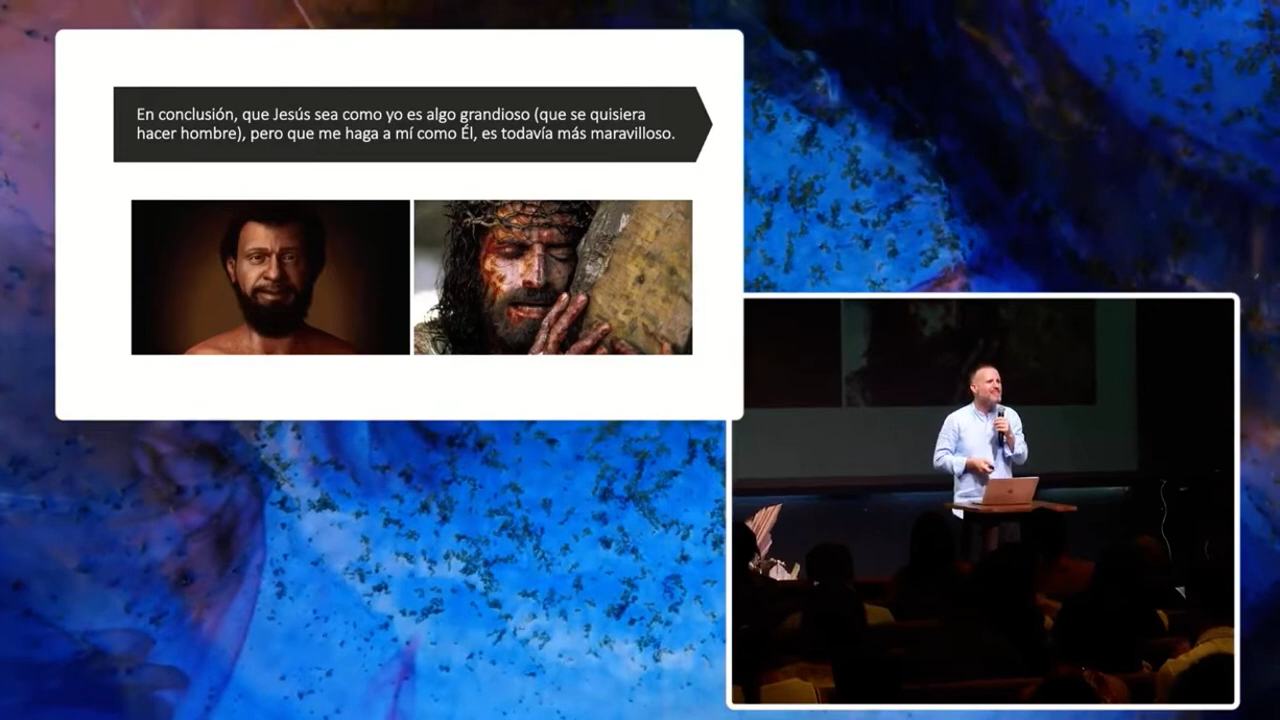 En conclusión, que Jesús sea como yo es algo grandioso (que se quisiera
hacer hombre), pero que me haga a mí como Él, es todavía más maravilloso.